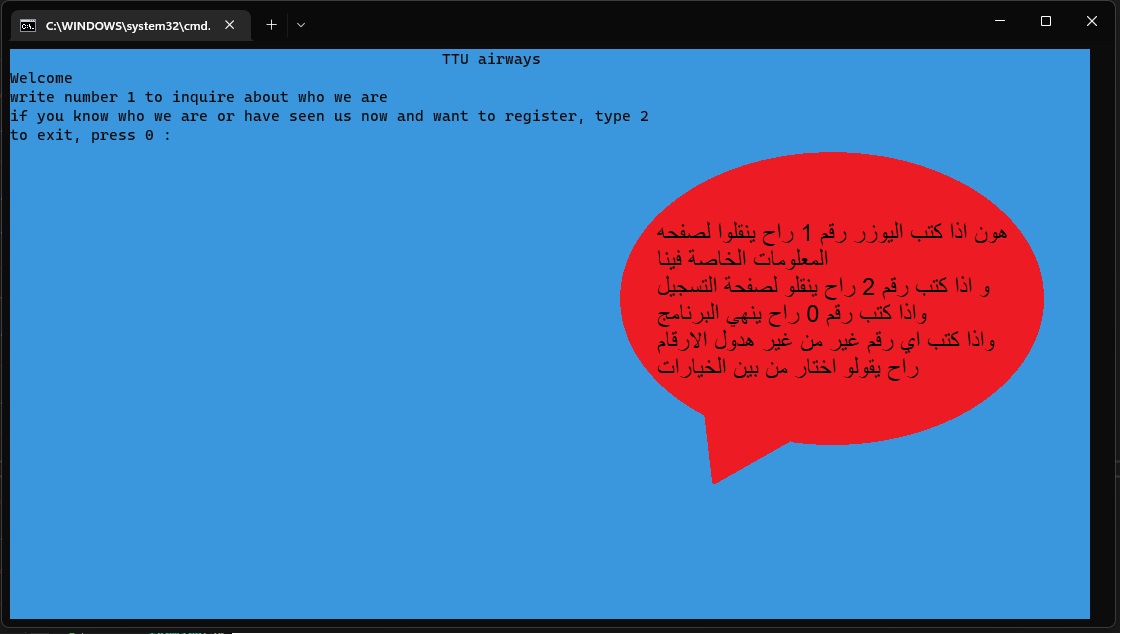 C:\WINDOWS\system32\cmd.
TTU airways
Welcome
write number 1 to inquire about who we are
if you know who we are or have seen us now and want to register, type 2
to exit, press 0 :
هون اذا كتب اليوزر رقم 1 راح ينقلوا لصفحه
المعلومات الخاصة فينا
و اذا كتب رقم 2 راح ينقلو لصفحة التسجيل
واذا كتب رقم 0 راح ينهي البرنامج
واذا كتب اي رقم غير من غير هدول الارقام
راح يقولو اختار من بين الخيارات